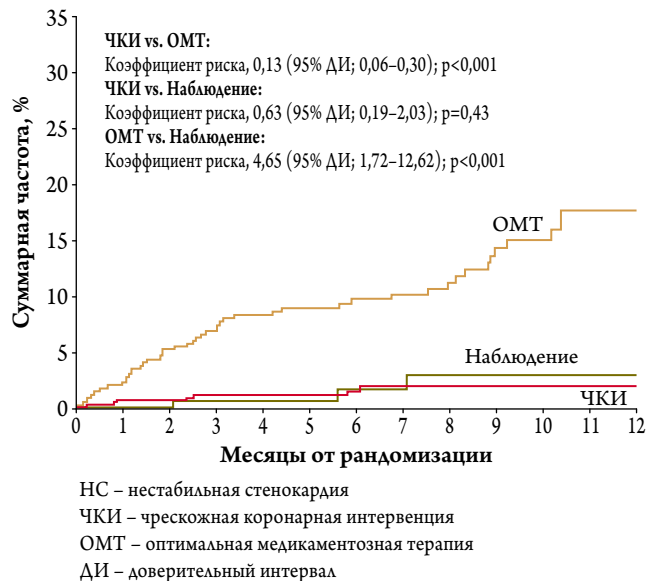 35
30
25
20
15
10
5
0
Суммарная частота, %
ЧКИ vs. ОМТ:
Коэффициент риска, 0,13 (95% ДИ; 0,06–0,30); p<0,001
ЧКИ vs. Наблюдение:
Коэффициент риска, 0,63 (95% ДИ; 0,19–2,03); p=0,43
ОМТ vs. Наблюдение:
Коэффициент риска, 4,65 (95% ДИ; 1,72–12,62); p<0,001
ОМТ
Наблюдение
ЧКИ
0 1 2 3 4 5 6 7 8 9 10 11 12
Месяцы от рандомизации
НС – нестабильная стенокардия
ЧКИ – чрескожная коронарная интервенция
ОМТ – оптимальная медикаментозная терапия
ДИ – доверительный интервал